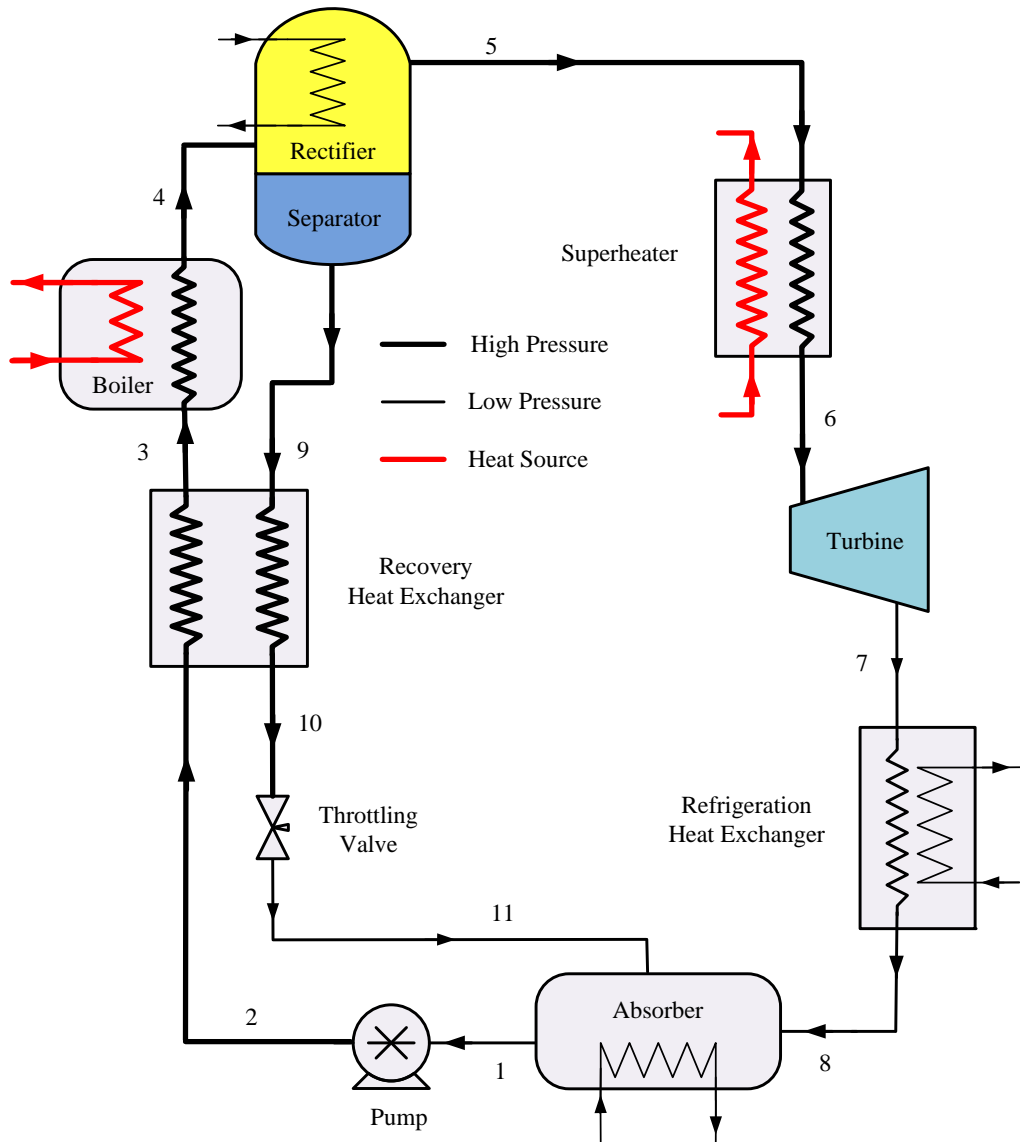 5
Rectifier
4
Separator
Superheater
High Pressure
Boiler
Low Pressure
6
3
9
Heat Source
Turbine
Recovery
Heat Exchanger
7
10
Throttling
Valve
Refrigeration
Heat Exchanger
11
Absorber
2
1
8
Pump